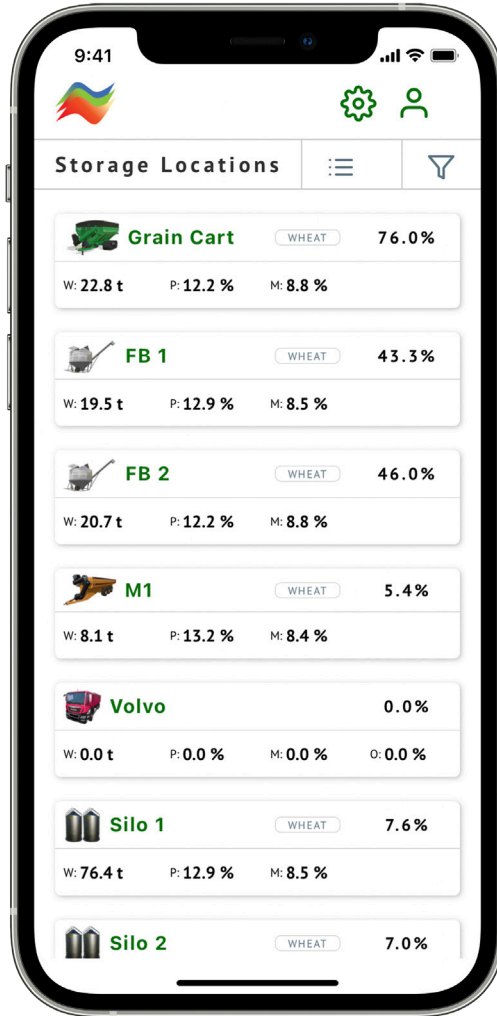 9:41
Storage Locations
Grain Cart WHEAT 76.0%
W: 22.8 t P: 12.2 % M: 8.8 %
FB 1 WHEAT 43.3%
W: 19.5 t P: 12.9 % M: 8.5 %
FB 2 WHEAT 46.0%
W: 20.7 t P: 12.2 % M: 8.8 %
M1 WHEAT 5.4%
W: 8.1 t P: 13.2 % M: 8.4 %
Volvo 0.0%
W: 0.0 t P: 0.0 % M: 0.0 % O: 0.0 %
Silo 1 WHEAT 7.6%
W: 76.4 t P: 12.9 % M: 8.5 %
Silo 2 WHEAT 7.0%